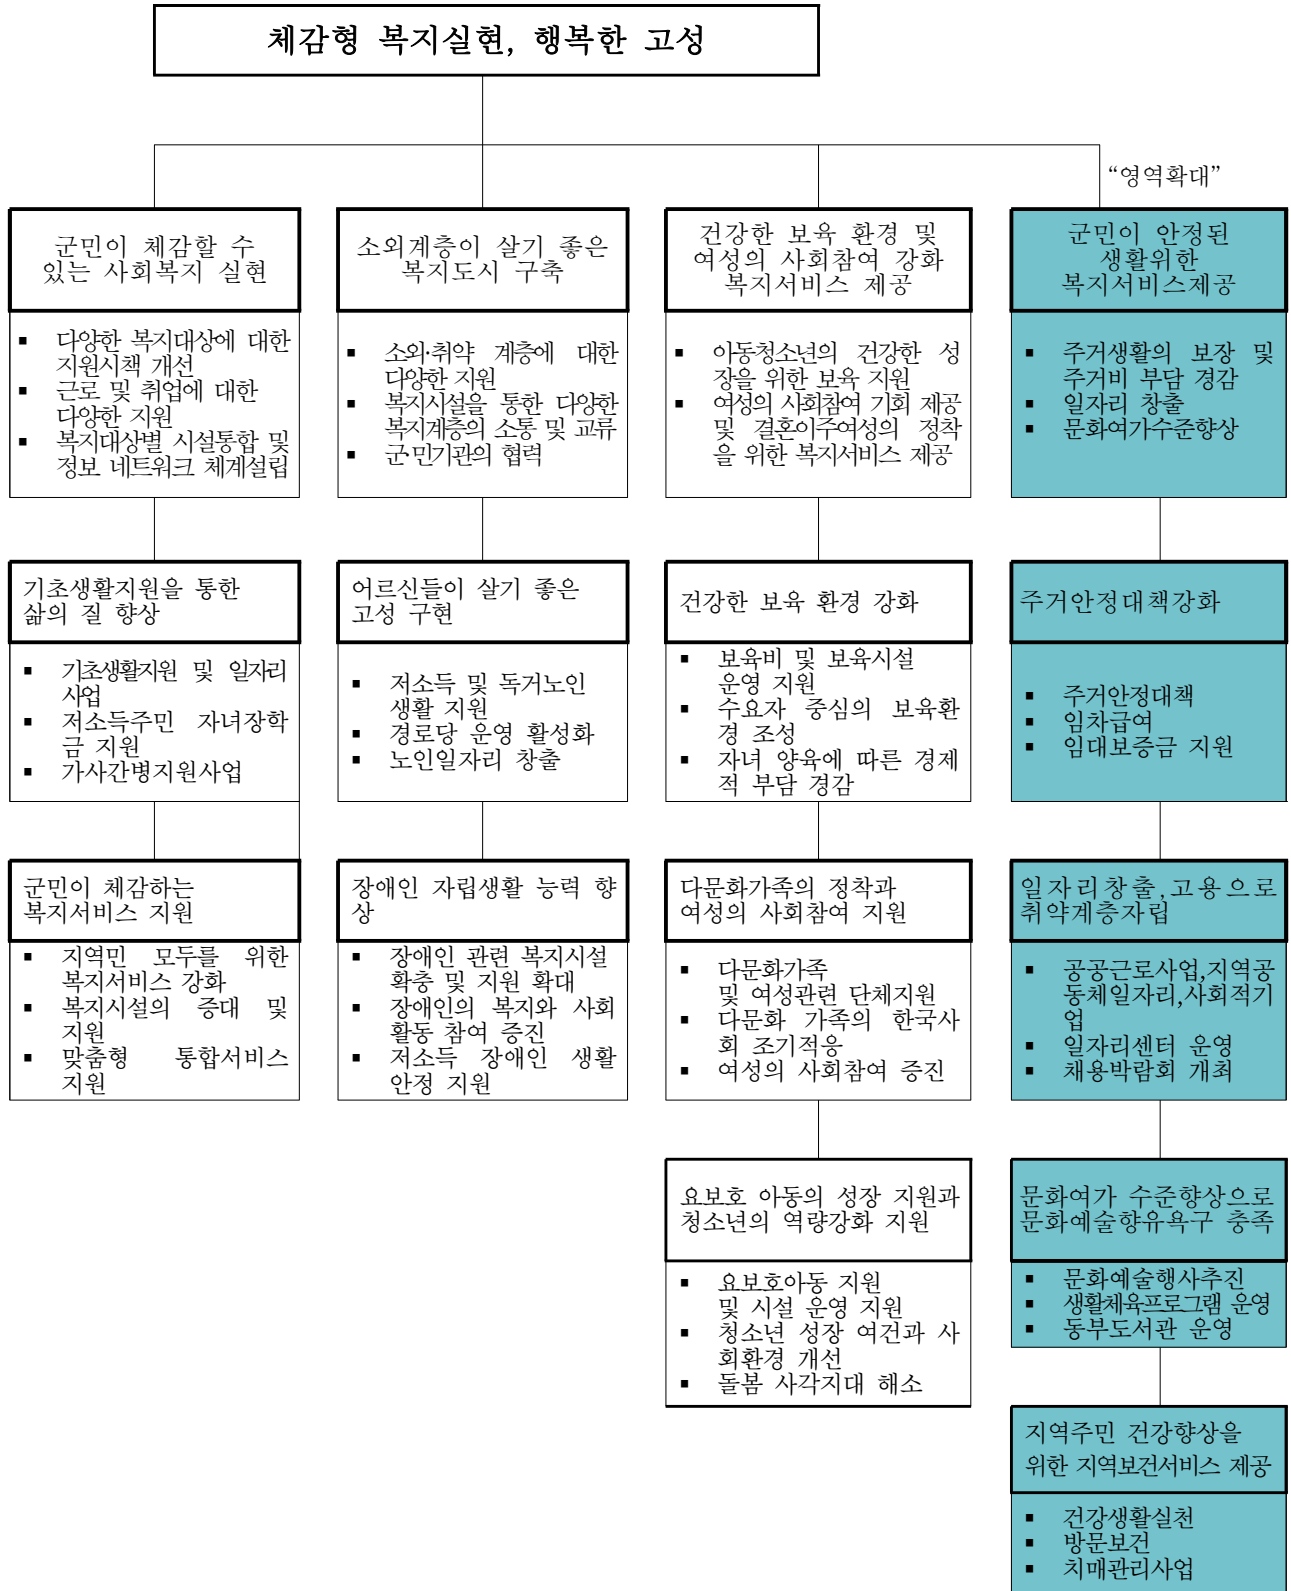 체감형 복지실현, 행복한 고성
“영역확대”
군민이 체감할 수
있는 사회복지 실현
▪ 다양한 복지대상에 대한
지원시책 개선
▪ 근로 및 취업에 대한
다양한 지원
▪ 복지대상별 시설통합 및
정보 네트워크 체계설립
기초생활지원을 통한
삶의 질 향상
▪ 기초생활지원 및 일자리
사업
▪ 저소득주민 자녀장학
금 지원
▪ 가사간병지원사업
군민이 체감하는
복지서비스 지원
▪ 지역민 모두를 위한
복지서비스 강화
▪ 복지시설의 증대 및
지원
▪ 맞춤형 통합서비스
지원
소외계층이 살기 좋은
복지도시 구축
▪ 소외·취약 계층에 대한
다양한 지원
▪ 복지시설을 통한 다양한
복지계층의 소통 및 교류
▪ 군·민기관의 협력
어르신들이 살기 좋은
고성 구현
▪ 저소득 및 독거노인
생활 지원
▪ 경로당 운영 활성화
▪ 노인일자리 창출
장애인 자립생활 능력 향
상
▪ 장애인 관련 복지시설
확충 및 지원 확대
▪ 장애인의 복지와 사회
활동 참여 증진
▪ 저소득 장애인 생활
안정 지원
건강한 보육 환경 및
여성의 사회참여 강화
복지서비스 제공
▪ 아동청소년의 건강한 성
장을 위한 보육 지원
▪ 여성의 사회참여 기회 제공
및 결혼이주여성의 정착
을 위한 복지서비스 제공
건강한 보육 환경 강화
▪ 보육비 및 보육시설
운영 지원
▪ 수요자 중심의 보육환
경 조성
▪ 자녀 양육에 따른 경제
적 부담 경감
다문화가족의 정착과
여성의 사회참여 지원
▪ 다문화가족
및 여성관련 단체지원
▪ 다문화 가족의 한국사
회 조기적응
▪ 여성의 사회참여 증진
요보호 아동의 성장 지원과
청소년의 역량강화 지원
▪ 요보호아동 지원
및 시설 운영 지원
▪ 청소년 성장 여건과 사
회환경 개선
▪ 돌봄 사각지대 해소
군민이 안정된
생활위한
복지서비스제공
▪ 주거생활의 보장 및
주거비 부담 경감
▪ 일자리 창출
▪ 문화여가수준향상
주거안정대책강화
▪ 주거안정대책
▪ 임차급여
▪ 임대보증금 지원
일자리창출,고용으로
취약계층자립
▪ 공공근로사업,지역공
동체일자리,사회적기
업
▪ 일자리센터 운영
▪ 채용박람회 개최
문화여가 수준향상으로
문화예술향유욕구 충족
▪ 문화예술행사추진
▪ 생활체육프로그램 운영
▪ 동부도서관 운영
지역주민 건강향상을
위한 지역보건서비스 제공
▪ 건강생활실천
▪ 방문보건
▪ 치매관리사업